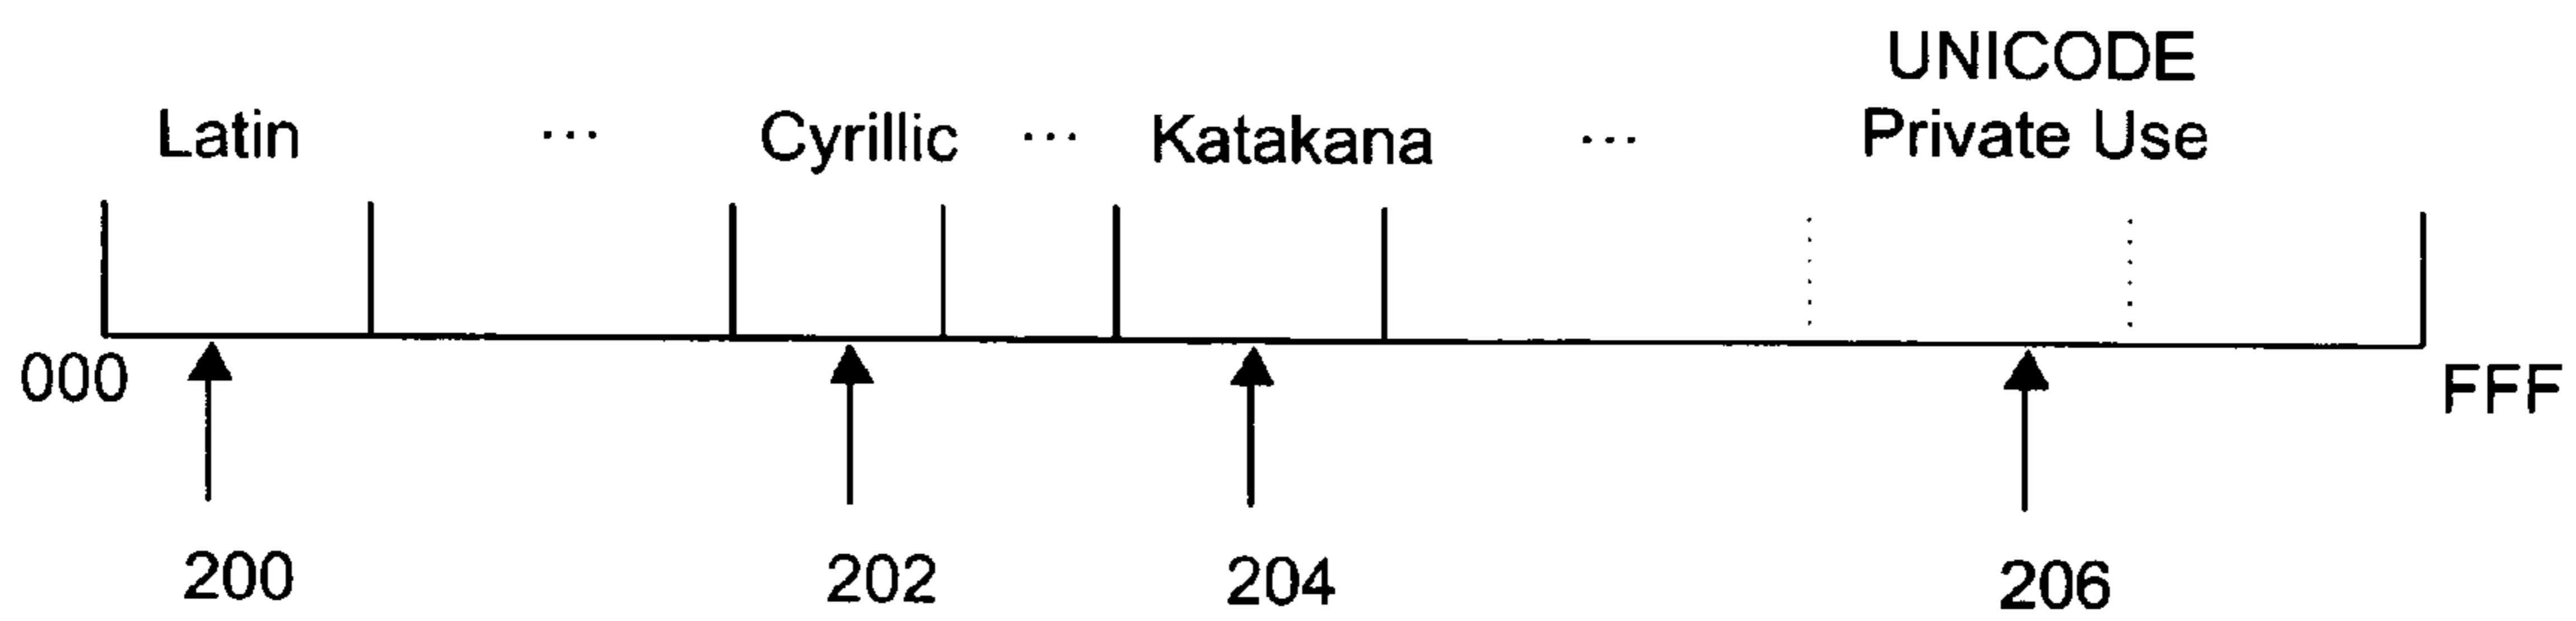 UNICODE
Latin ... Cyrillic ... Katakana ... Private Use
000 FFF
200 202 204 206